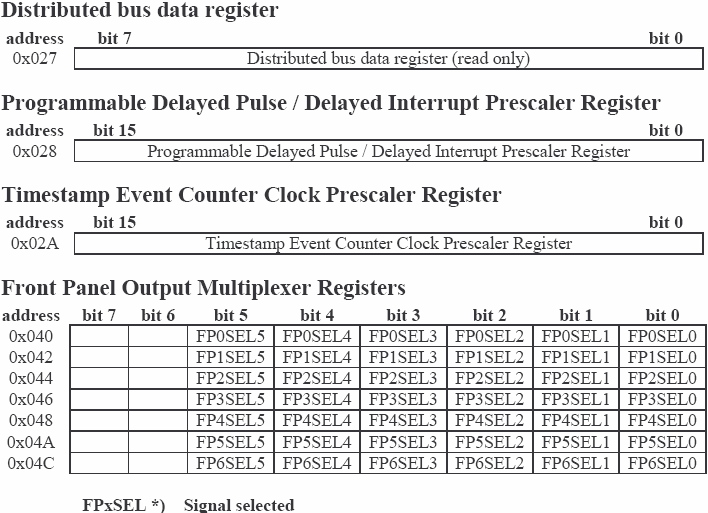 Distributed bus data register
address bit 7 bit 0
0x027 Distributed bus data register (read only)
Programmable Delayed Pulse / Delayed Interrupt Prescaler Register
address bit 15 bit 0
0x028 Programmable Delayed Pulse / Delayed Interrupt Prescaler Register
Timestamp Event Counter Clock Prescaler Register
address bit 15 bit 0
0x02A Timestamp Event Counter Clock Prescaler Register
Front Panel Output Multiplexer Registers
address bit 7 bit 6 bit 5 bit 4 bit 3 bit 2 bit 1 bit 0
0x040 FP0SEL5 FP0SEL4 FP0SEL3 FP0SEL2 FP0SEL1 FP0SEL0
0x042 FP1SEL5 FP1SEL4 FP1SEL3 FP1SEL2 FP1SEL1 FP1SEL0
0x044 FP2SEL5 FP2SEL4 FP2SEL3 FP2SEL2 FP2SEL1 FP2SEL0
0x046 FP3SEL5 FP3SEL4 FP3SEL3 FP3SEL2 FP3SEL1 FP3SEL0
0x048 FP4SEL5 FP4SEL4 FP4SEL3 FP4SEL2 FP4SEL1 FP4SEL0
0x04A FP5SEL5 FP5SEL4 FP5SEL3 FP5SEL2 FP5SEL1 FP5SEL0
0x04C FP6SEL5 FP6SEL4 FP6SEL3 FP6SEL2 FP6SEL1 FP6SEL0
FPxSEL *) Signal selected